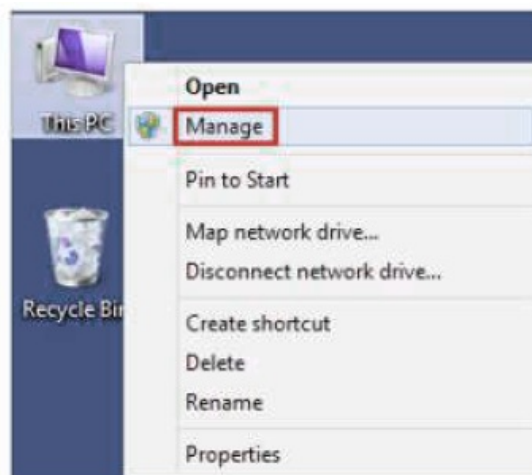 This PC
Open
Manage
Pin to Start
Map network drive...
Disconnect network drive...
Recycle Bin
Create shortcut
Delete
Rename
Properties